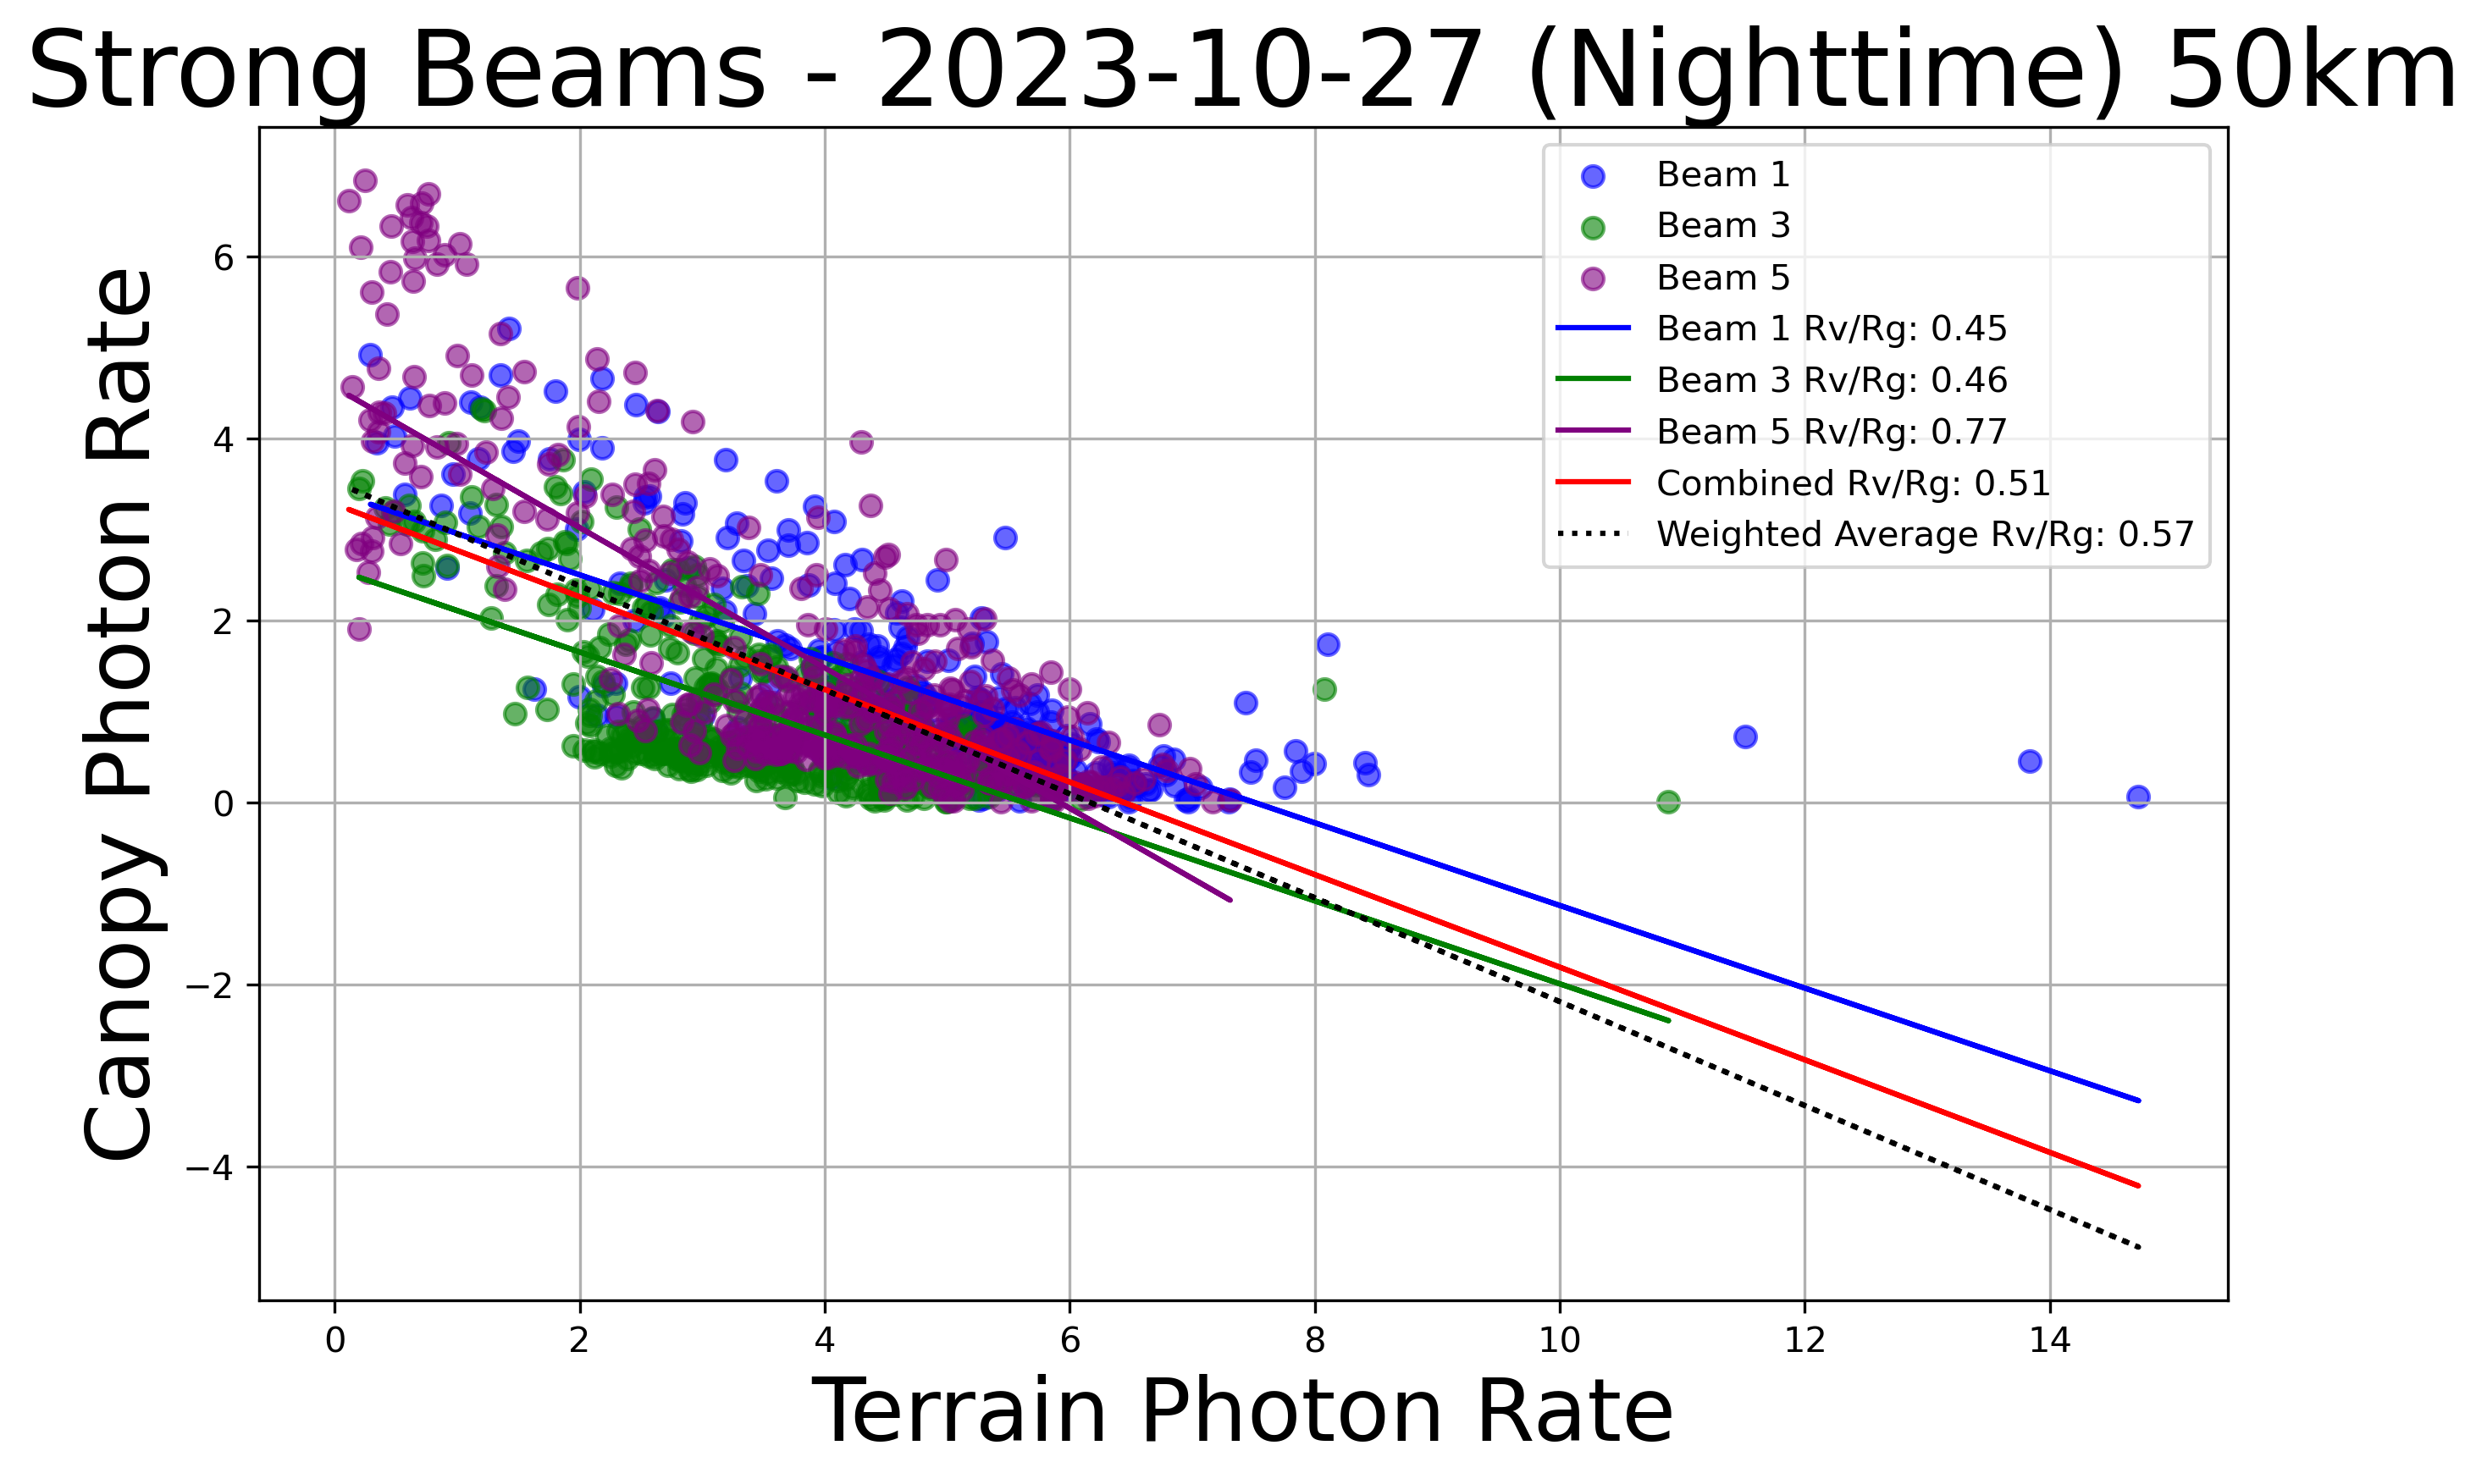 Strong Beams - 2023-10-27 (Nighttime) 50km
Beam 1
Beam 3
Beam 5
Beam 1 Rv/Rg: 0.45
Beam 3 Rv/Rg: 0.46
Beam 5 Rv/Rg: 0.77
Combined Rv/Rg: 0.51
Weighted Average Rv/Rg: 0.57
Canopy Photon Rate
6
4
2
0
−2
−4
0 2 4 6 8 10 12 14
Terrain Photon Rate